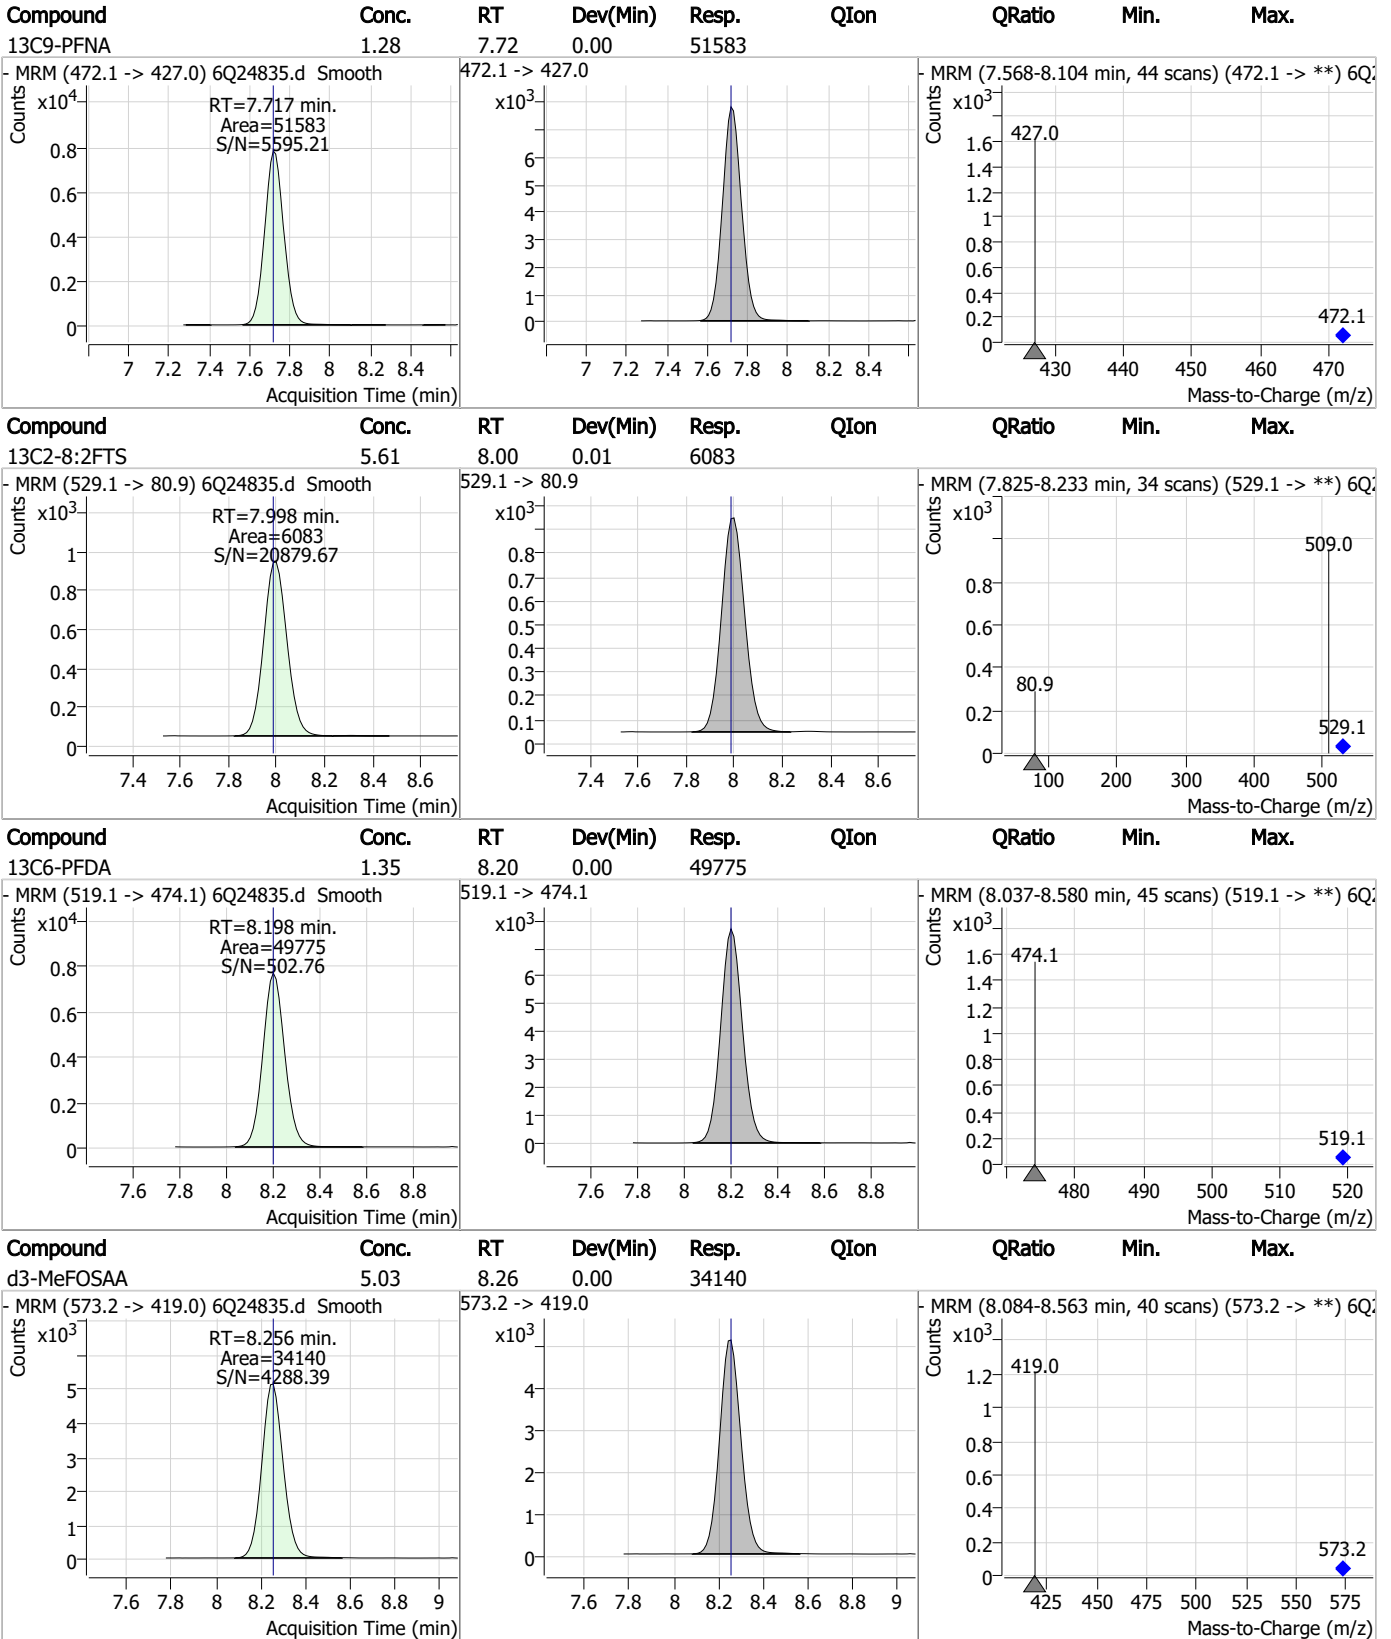 Compound Conc. RT Dev(Min) Resp. QIon QRatio Min. Max.
13C9-PFNA 1.28 7.72 0.00 51583
- MRM (472.1 -> 427.0) 6Q24835.d Smooth
RT=7.717 min.
Area=51583
S/N=5595.21
Counts
x10^4
0.8
0.6
0.4
0.2
0
7 7.2 7.4 7.6 7.8 8 8.2 8.4
Acquisition Time (min)
472.1 -> 427.0
x10^3
6
5
4
3
2
1
0
7 7.2 7.4 7.6 7.8 8 8.2 8.4
- MRM (7.568-8.104 min, 44 scans) (472.1 -> **)
Counts
x10^3
427.0
1.6
1.4
1.2
1
0.8
0.6
0.4
0.2
0
472.1
430 440 450 460 470
Mass-to-Charge (m/z)
Compound Conc. RT Dev(Min) Resp. QIon QRatio Min. Max.
13C2-8:2FTS 5.61 8.00 0.01 6083
- MRM (529.1 -> 80.9) 6Q24835.d Smooth
RT=7.998 min.
Area=6083
S/N=20879.67
Counts
x10^3
1
0.8
0.6
0.4
0.2
0
7.4 7.6 7.8 8 8.2 8.4 8.6
Acquisition Time (min)
529.1 -> 80.9
x10^3
0.8
0.7
0.6
0.5
0.4
0.3
0.2
0.1
0
7.4 7.6 7.8 8 8.2 8.4 8.6
- MRM (7.825-8.233 min, 34 scans) (529.1 -> **)
Counts
x10^3
509.0
0.8
0.6
0.4
80.9
0.2
0
529.1
100 200 300 400 500
Mass-to-Charge (m/z)
Compound Conc. RT Dev(Min) Resp. QIon QRatio Min. Max.
13C6-PFDA 1.35 8.20 0.00 49775
- MRM (519.1 -> 474.1) 6Q24835.d Smooth
RT=8.198 min.
Area=49775
S/N=502.76
Counts
x10^4
0.8
0.6
0.4
0.2
0
7.6 7.8 8 8.2 8.4 8.6 8.8
Acquisition Time (min)
519.1 -> 474.1
x10^3
6
5
4
3
2
1
0
7.6 7.8 8 8.2 8.4 8.6 8.8
- MRM (8.037-8.580 min, 45 scans) (519.1 -> **)
Counts
x10^3
474.1
1.6
1.4
1.2
1
0.8
0.6
0.4
0.2
0
519.1
480 490 500 510 520
Mass-to-Charge (m/z)
Compound Conc. RT Dev(Min) Resp. QIon QRatio Min. Max.
d3-MeFOSAA 5.03 8.26 0.00 34140
- MRM (573.2 -> 419.0) 6Q24835.d Smooth
RT=8.256 min.
Area=34140
S/N=4288.39
Counts
x10^3
5
4
3
2
1
0
7.6 7.8 8 8.2 8.4 8.6 8.8 9
Acquisition Time (min)
573.2 -> 419.0
x10^3
4
3
2
1
0
7.6 7.8 8 8.2 8.4 8.6 8.8 9
- MRM (8.084-8.563 min, 40 scans) (573.2 -> **)
Counts
x10^3
419.0
1.2
1
0.8
0.6
0.4
0.2
0
573.2
425 450 475 500 525 550 575
Mass-to-Charge (m/z)